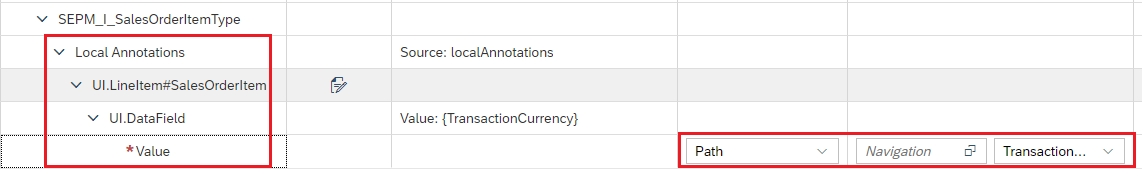 SEPM_I_SalesOrderItemType
Local Annotations Source: localAnnotations
UI.LineItem#SalesOrderItem
UI.DataField Value: {TransactionCurrency}
*Value Path Navigation Transaction...